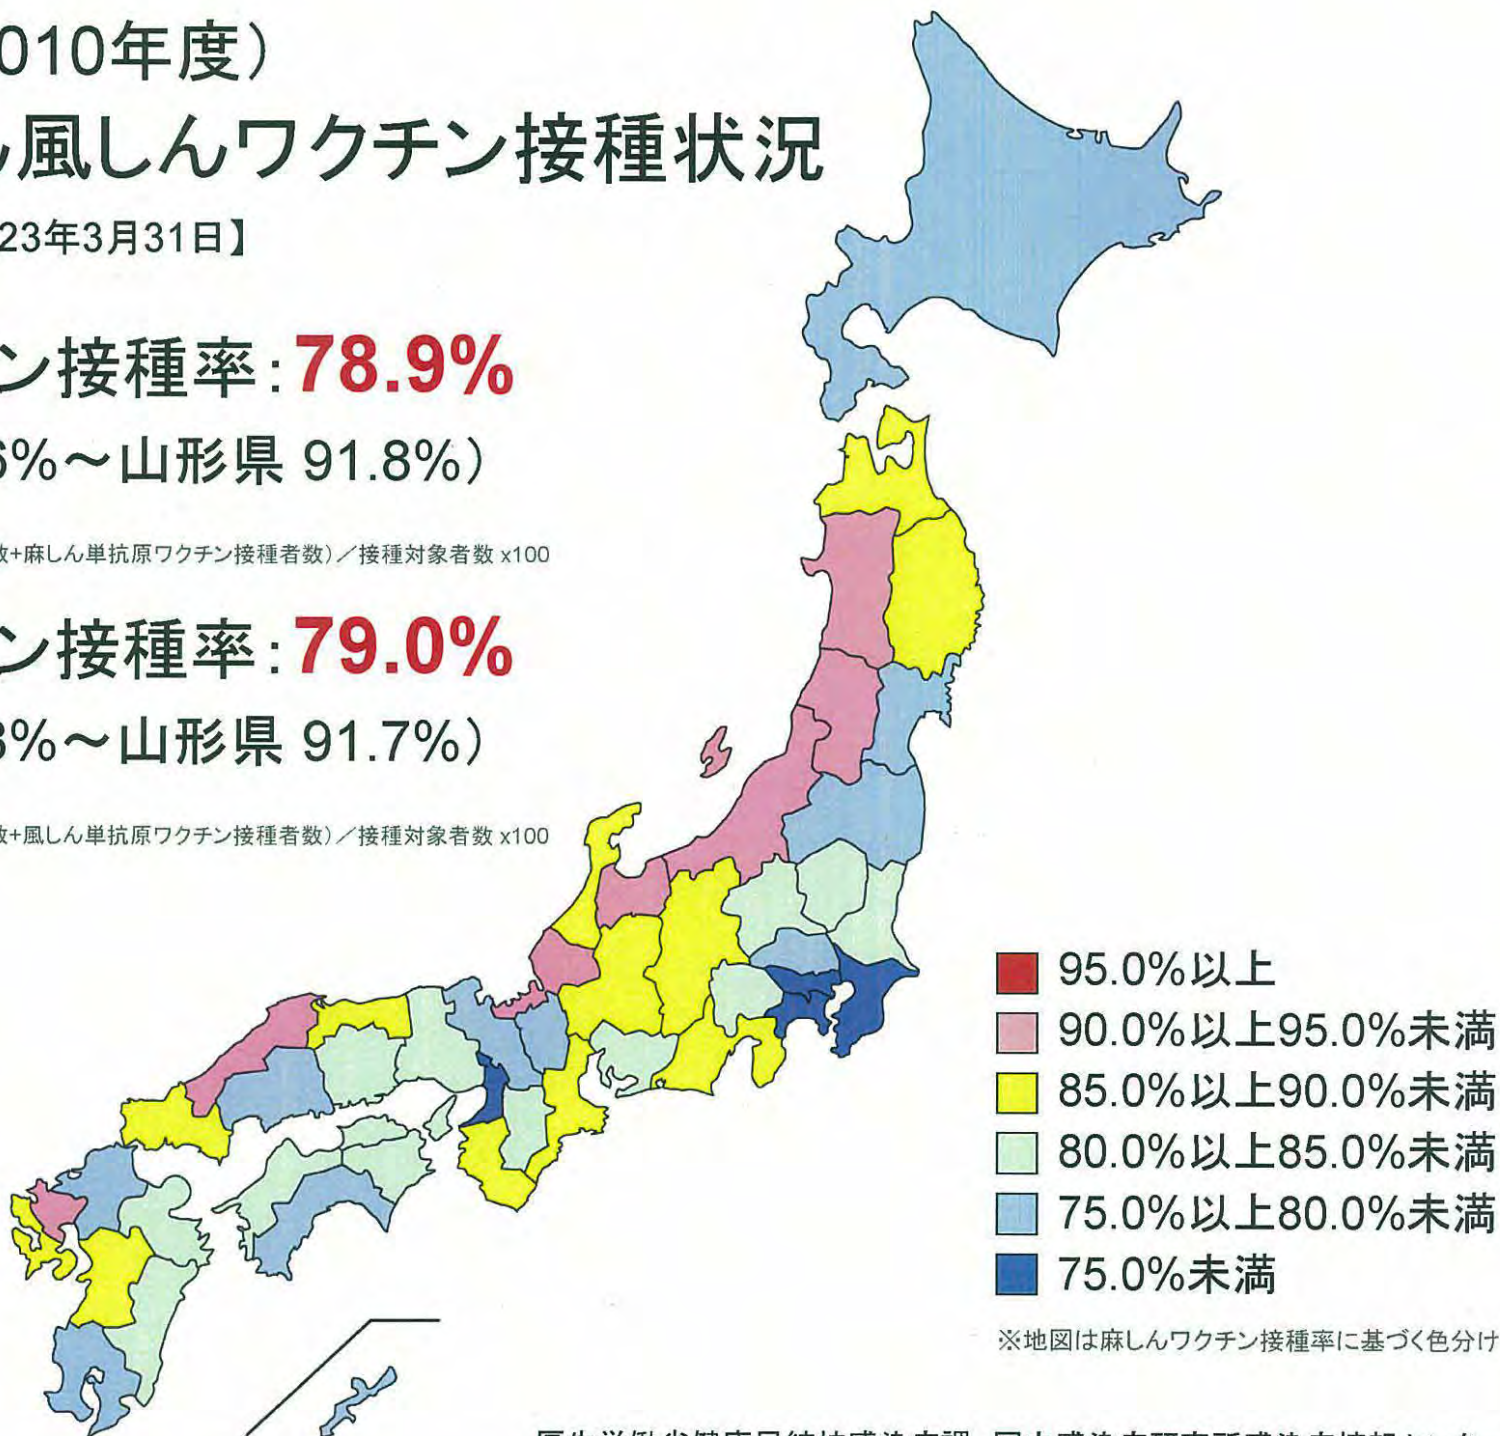 010年度）
ん風しんワクチン接種状況
23年3月31日】
ン接種率：78.9%
6%～山形県 91.8%）
数+麻しん単抗原ワクチン接種者数）／接種対象者数 x100
ン接種率：79.0%
3%～山形県 91.7%）
数+風しん単抗原ワクチン接種者数）／接種対象者数 x100
95.0%以上
90.0%以上95.0%未満
85.0%以上90.0%未満
80.0%以上85.0%未満
75.0%以上80.0%未満
75.0%未満
※地図は麻しんワクチン接種率に基づく色分け